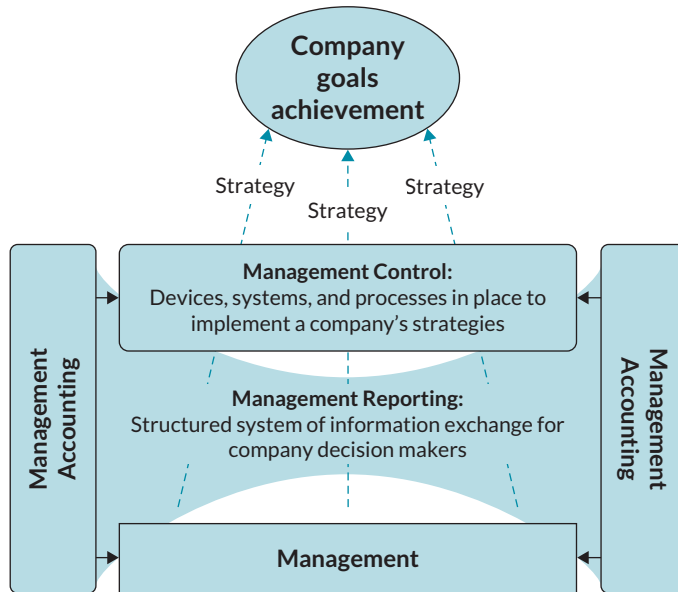 Company
goals
achievement
Strategy
Strategy
Strategy
Management
Accounting
Management Control:
Devices, systems, and processes in place to
implement a company’s strategies
Management Reporting:
Structured system of information exchange for
company decision makers
Management
Accounting
Management